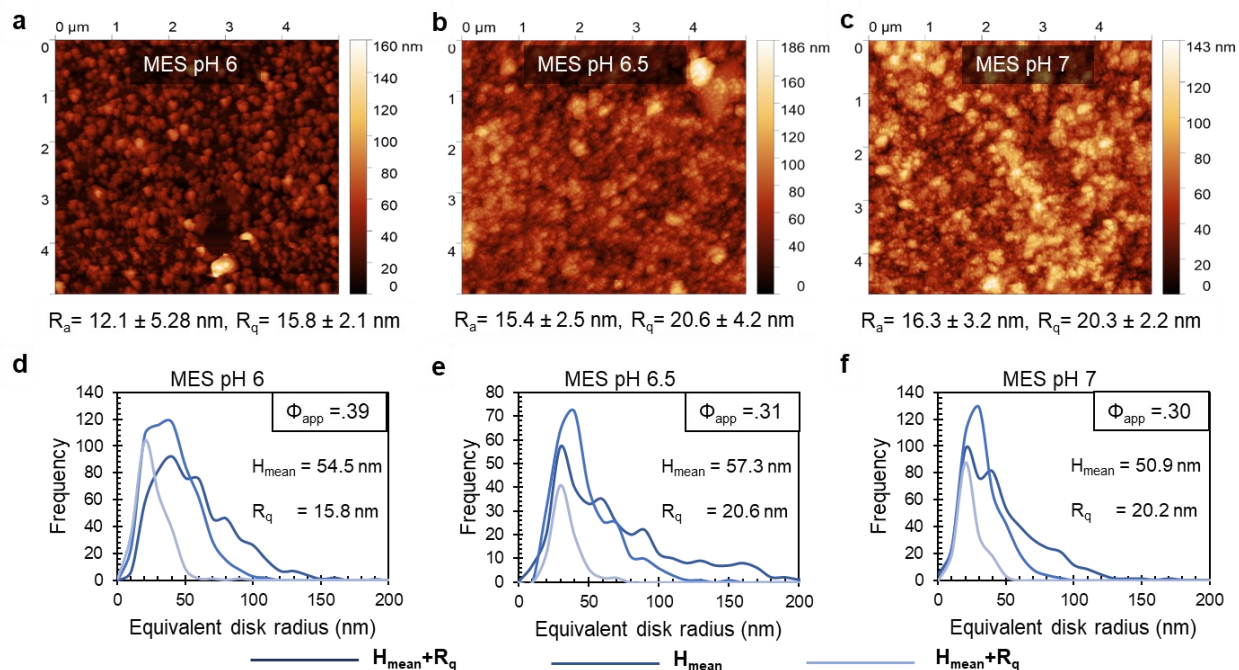 a
0 µm 1 2 3 4
0
1
2
3
4
MES pH 6
160 nm
120
100
80
60
40
20
0
Ra= 12.1 ± 5.28 nm, Rq= 15.8 ± 2.1 nm
b
0 µm 1 2 3 4
0
1
2
3
4
MES pH 6.5
186 nm
160
140
120
100
80
60
40
20
0
Ra= 15.4 ± 2.5 nm, Rq= 20.6 ± 4.2 nm
c
0 µm 1 2 3 4
0
1
2
3
4
MES pH 7
143 nm
120
100
80
60
40
20
0
Ra= 16.3 ± 3.2 nm, Rq= 20.3 ± 2.2 nm
d
MES pH 6
Φapp =.39
Hmean = 54.5 nm
Rq = 15.8 nm
Frequency
140
120
100
80
60
40
20
0
0 50 100 150 200
Equivalent disk radius (nm)
e
MES pH 6.5
Φapp =.31
Hmean = 57.3 nm
Rq = 20.6 nm
Frequency
80
70
60
50
40
30
20
10
0
0 50 100 150 200
Equivalent disk radius (nm)
f
MES pH 7
Φapp =.30
Hmean = 50.9 nm
Rq = 20.2 nm
Frequency
140
120
100
80
60
40
20
0
0 50 100 150 200
Equivalent disk radius (nm)
Hmean+Rq Hmean Hmean+Rq